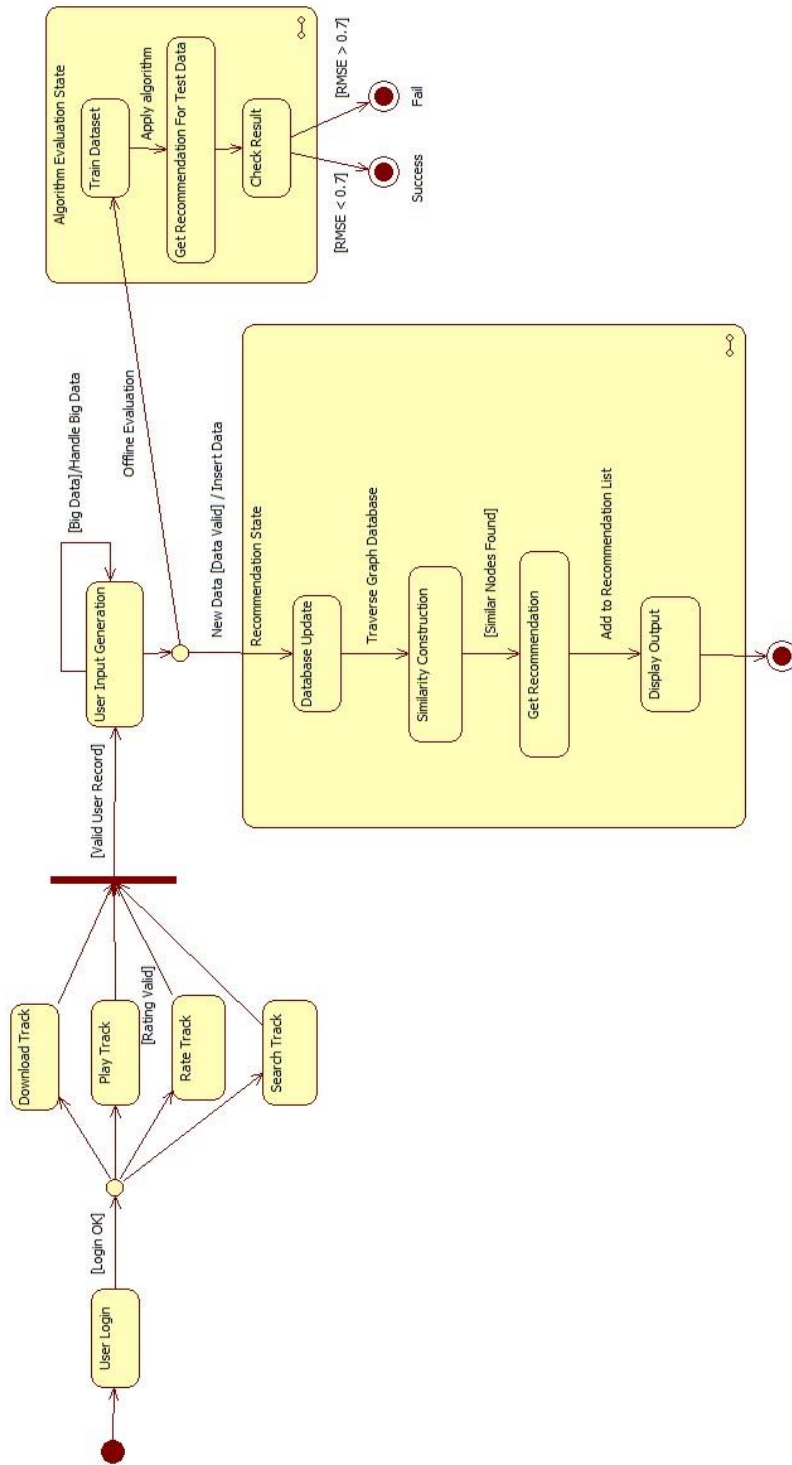 User Login
[Login OK]
Download Track
Play Track
[Rating Valid]
Rate Track
Search Track
[Valid User Record]
User Input Generation
[Big Data]/Handle Big Data
Offline Evaluation
New Data [Data Valid] / Insert Data
Recommendation State
Database Update
Traverse Graph Database
Similarity Construction
[Similar Nodes Found]
Get Recommendation
Add to Recommendation List
Display Output
Algorithm Evaluation State
Train Dataset
Apply algorithm
Get Recommendation For Test Data
Check Result
[RMSE < 0.7]
[RMSE > 0.7]
Success
Fail